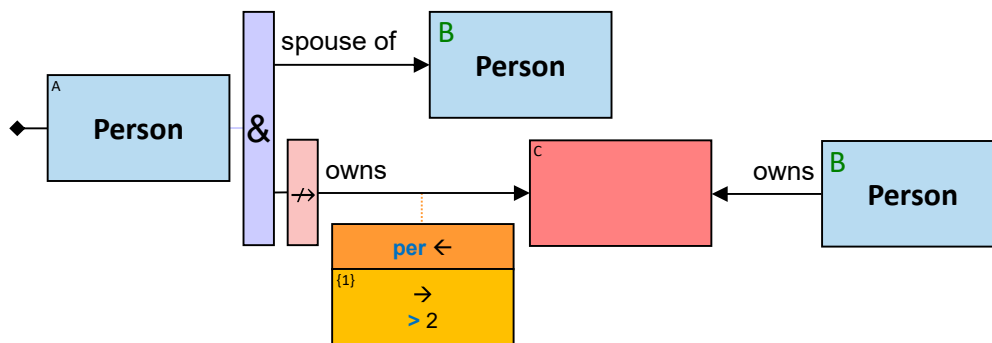 A
Person
&
spouse of
B
Person
↛
owns
C
owns
B
Person
per ←
{1}
→
> 2